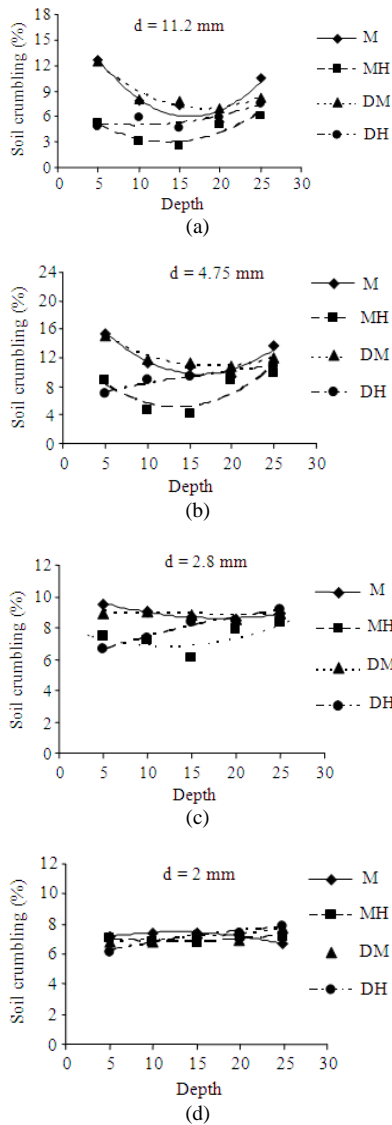 Soil crumbling (%)
18
15
12
9
6
3
0
d = 11.2 mm
M
MH
DM
DH
0 5 10 15 20 25 30
Depth
(a)
Soil crumbling (%)
24
20
16
12
8
4
0
d = 4.75 mm
M
MH
DM
DH
0 5 10 15 20 25 30
Depth
(b)
Soil crumbling (%)
12
10
8
6
4
2
0
d = 2.8 mm
M
MH
DM
DH
0 5 10 15 20 25 30
Depth
(c)
Soil crumbling (%)
12
10
8
6
4
2
0
d = 2 mm
M
MH
DM
DH
0 5 10 15 20 25 30
Depth
(d)